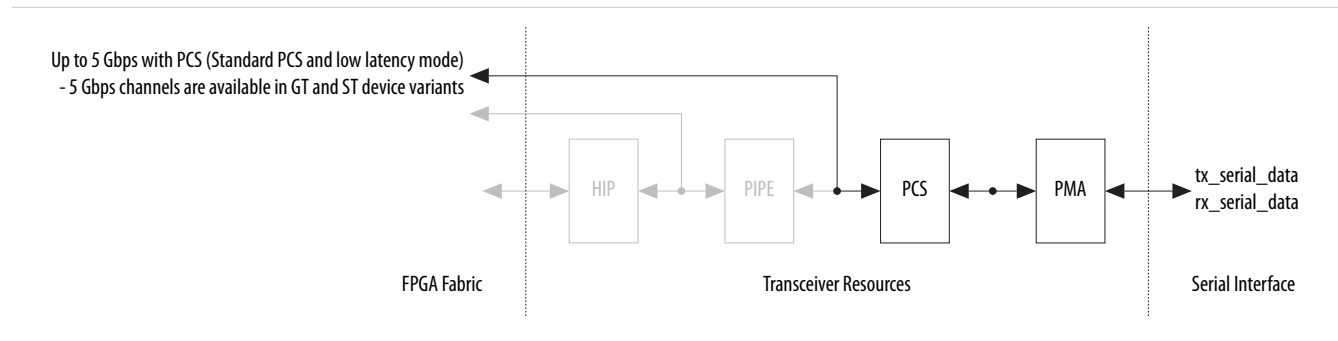 Up to 5 Gbps with PCS (Standard PCS and low latency mode)
- 5 Gbps channels are available in GT and ST device variants
HIP
PIPE
PCS
PMA
tx_serial_data
rx_serial_data
FPGA Fabric
Transceiver Resources
Serial Interface